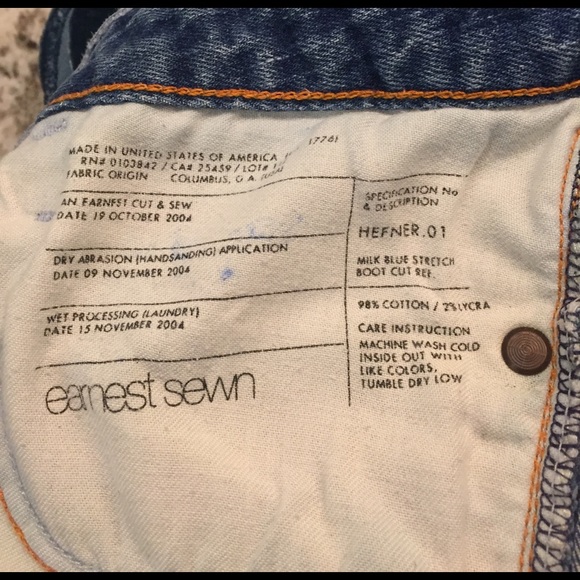 MADE IN UNITED STATES OF AMERICA
RN# 0103842 / CA# 25439 / LOT#
FABRIC ORIGIN COLUMBUS, G.A.
AN EARNEST CUT & SEW
DATE 19 OCTOBER 2004
DRY ABRASION (HANDSANDING) APPLICATION
DATE 09 NOVEMBER 2004
WET PROCESSING (LAUNDRY)
DATE 15 NOVEMBER 2004
earnest sewn
SPECIFICATION No
& DESCRIPTION
HEFNER.01
MILK BLUE STRETCH
BOOT CUT REF.
98% COTTON / 2% LYCRA
CARE INSTRUCTION
MACHINE WASH COLD
INSIDE OUT WITH
LIKE COLORS,
TUMBLE DRY LOW